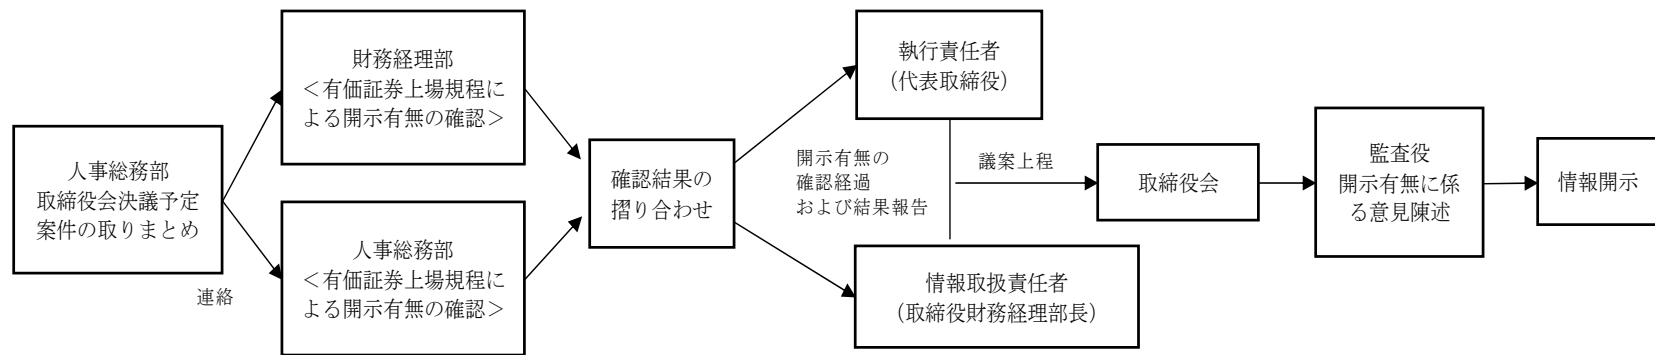 人事総務部
取締役会決議予定
案件の取りまとめ
連絡
財務経理部
＜有価証券上場規程に
よる開示有無の確認＞
人事総務部
＜有価証券上場規程に
よる開示有無の確認＞
確認結果の
摺り合わせ
執行責任者
（代表取締役）
開示有無の
確認経過
および結果報告
情報取扱責任者
（取締役財務経理部長）
議案上程
取締役会
監査役
開示有無に係
る意見陳述
情報開示